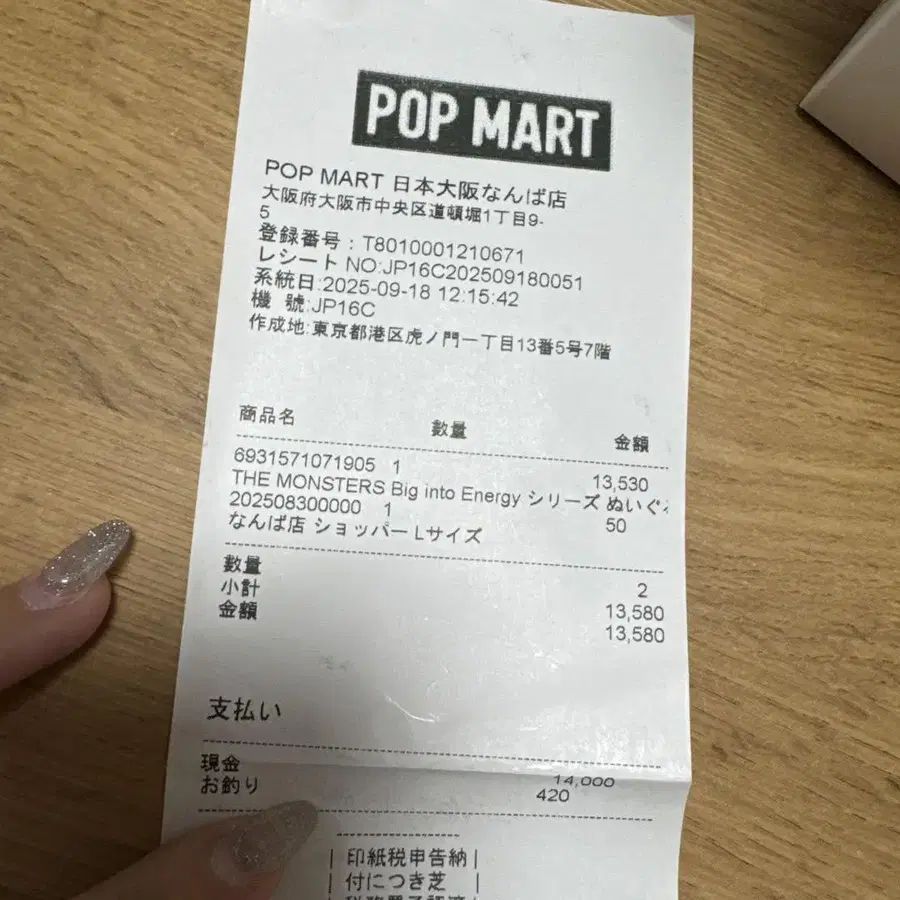 POP MART
POP MART 日本大阪なんば店
大阪府大阪市中央区道頓堀1丁目9-
5
登録番号：T8010001210671
レシート NO:JP16C202509180051
系統日:2025-09-18 12:15:42
機 號:JP16C
作成地:東京都港区虎ノ門一丁目13番5号7階
商品名 数量 金額
6931571071905 1 13,530
THE MONSTERS Big into Energy シリーズ ぬいぐ
202508300000 1 50
なんば店 ショッパー Lサイズ
数量 2
小計 13,580
金額 13,580
支払い
現金 14,000
お釣り 420
印紙税申告納
付につき芝